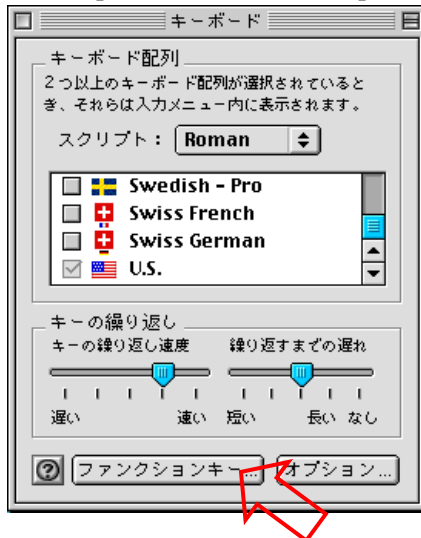 キーボード
キーボード配列
2つ以上のキーボード配列が選択されていると
き、それらは入力メニュー内に表示されます。
スクリプト： Roman
Swedish - Pro
Swiss French
Swiss German
U.S.
キーの繰り返し
キーの繰り返し速度 繰り返すまでの遅れ
遅い 速い 短い 長い なし
? ファンクションキー... オプション...